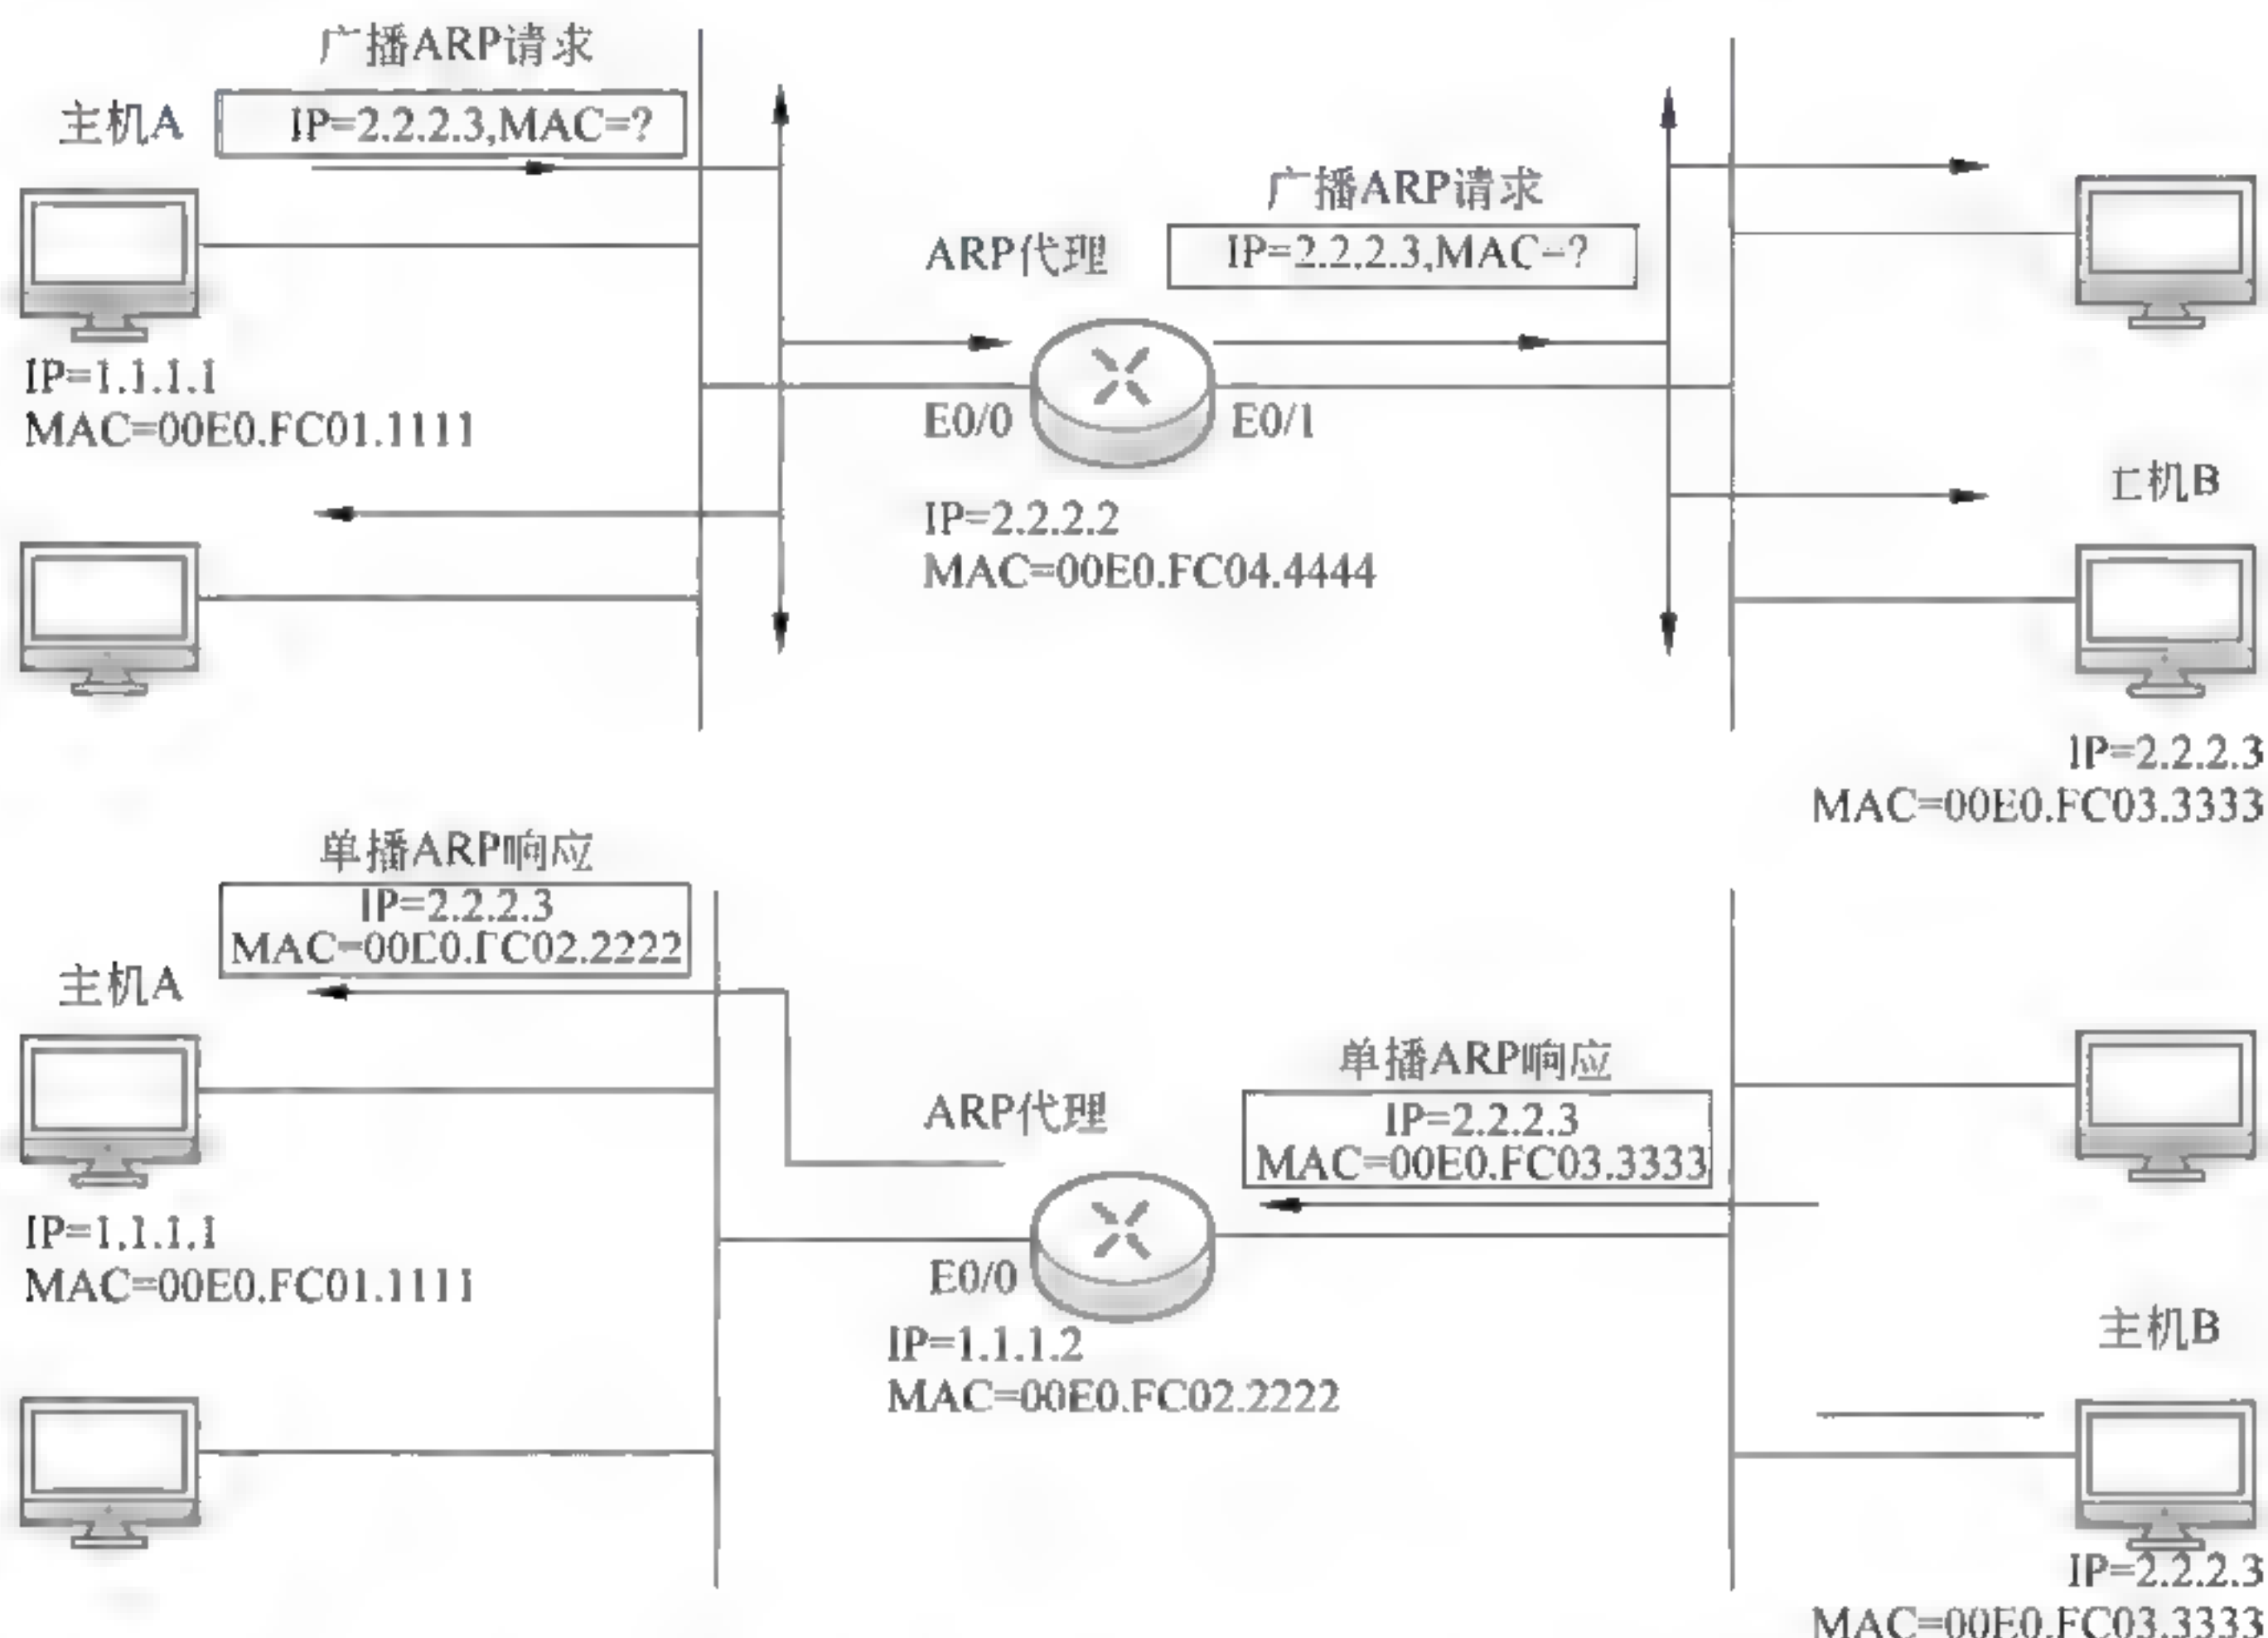 广播ARP请求
主机A
IP=2.2.2.3,MAC=?
广播ARP请求
ARP代理
IP=2.2.2.3,MAC=?
IP=1.1.1.1
MAC=00E0.FC01.1111
E0/0
E0/1
主机B
IP=2.2.2.2
MAC=00E0.FC04.4444
IP=2.2.2.3
MAC=00E0.FC03.3333
单播ARP响应
IP=2.2.2.3
MAC=00E0.FC02.2222
主机A
单播ARP响应
ARP代理
IP=2.2.2.3
MAC=00E0.FC03.3333
IP=1.1.1.1
MAC=00E0.FC01.1111
E0/0
主机B
IP=1.1.1.2
MAC=00E0.FC02.2222
IP=2.2.2.3
MAC=00E0.FC03.3333